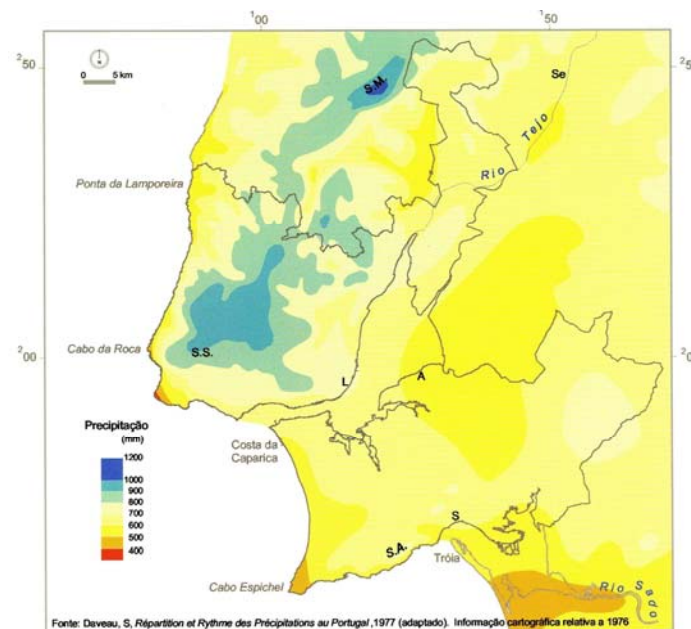 ¹00 ¹50
²50 ²50
0 5 km
S.M.
Se
Rio Tejo
Ponta da Lamporeira
Cabo da Roca
²00 ²00
S.S.
L A
Precipitação
(mm)
1200
1000
900
800
700
600
500
400
Costa da
Caparica
S
S.A.
Tróia
Cabo Espichel
Rio Sado
Fonte: Daveau, S, Répartition et Rythme des Précipitations au Portugal,1977 (adaptado). Informação cartográfica relativa a 1976